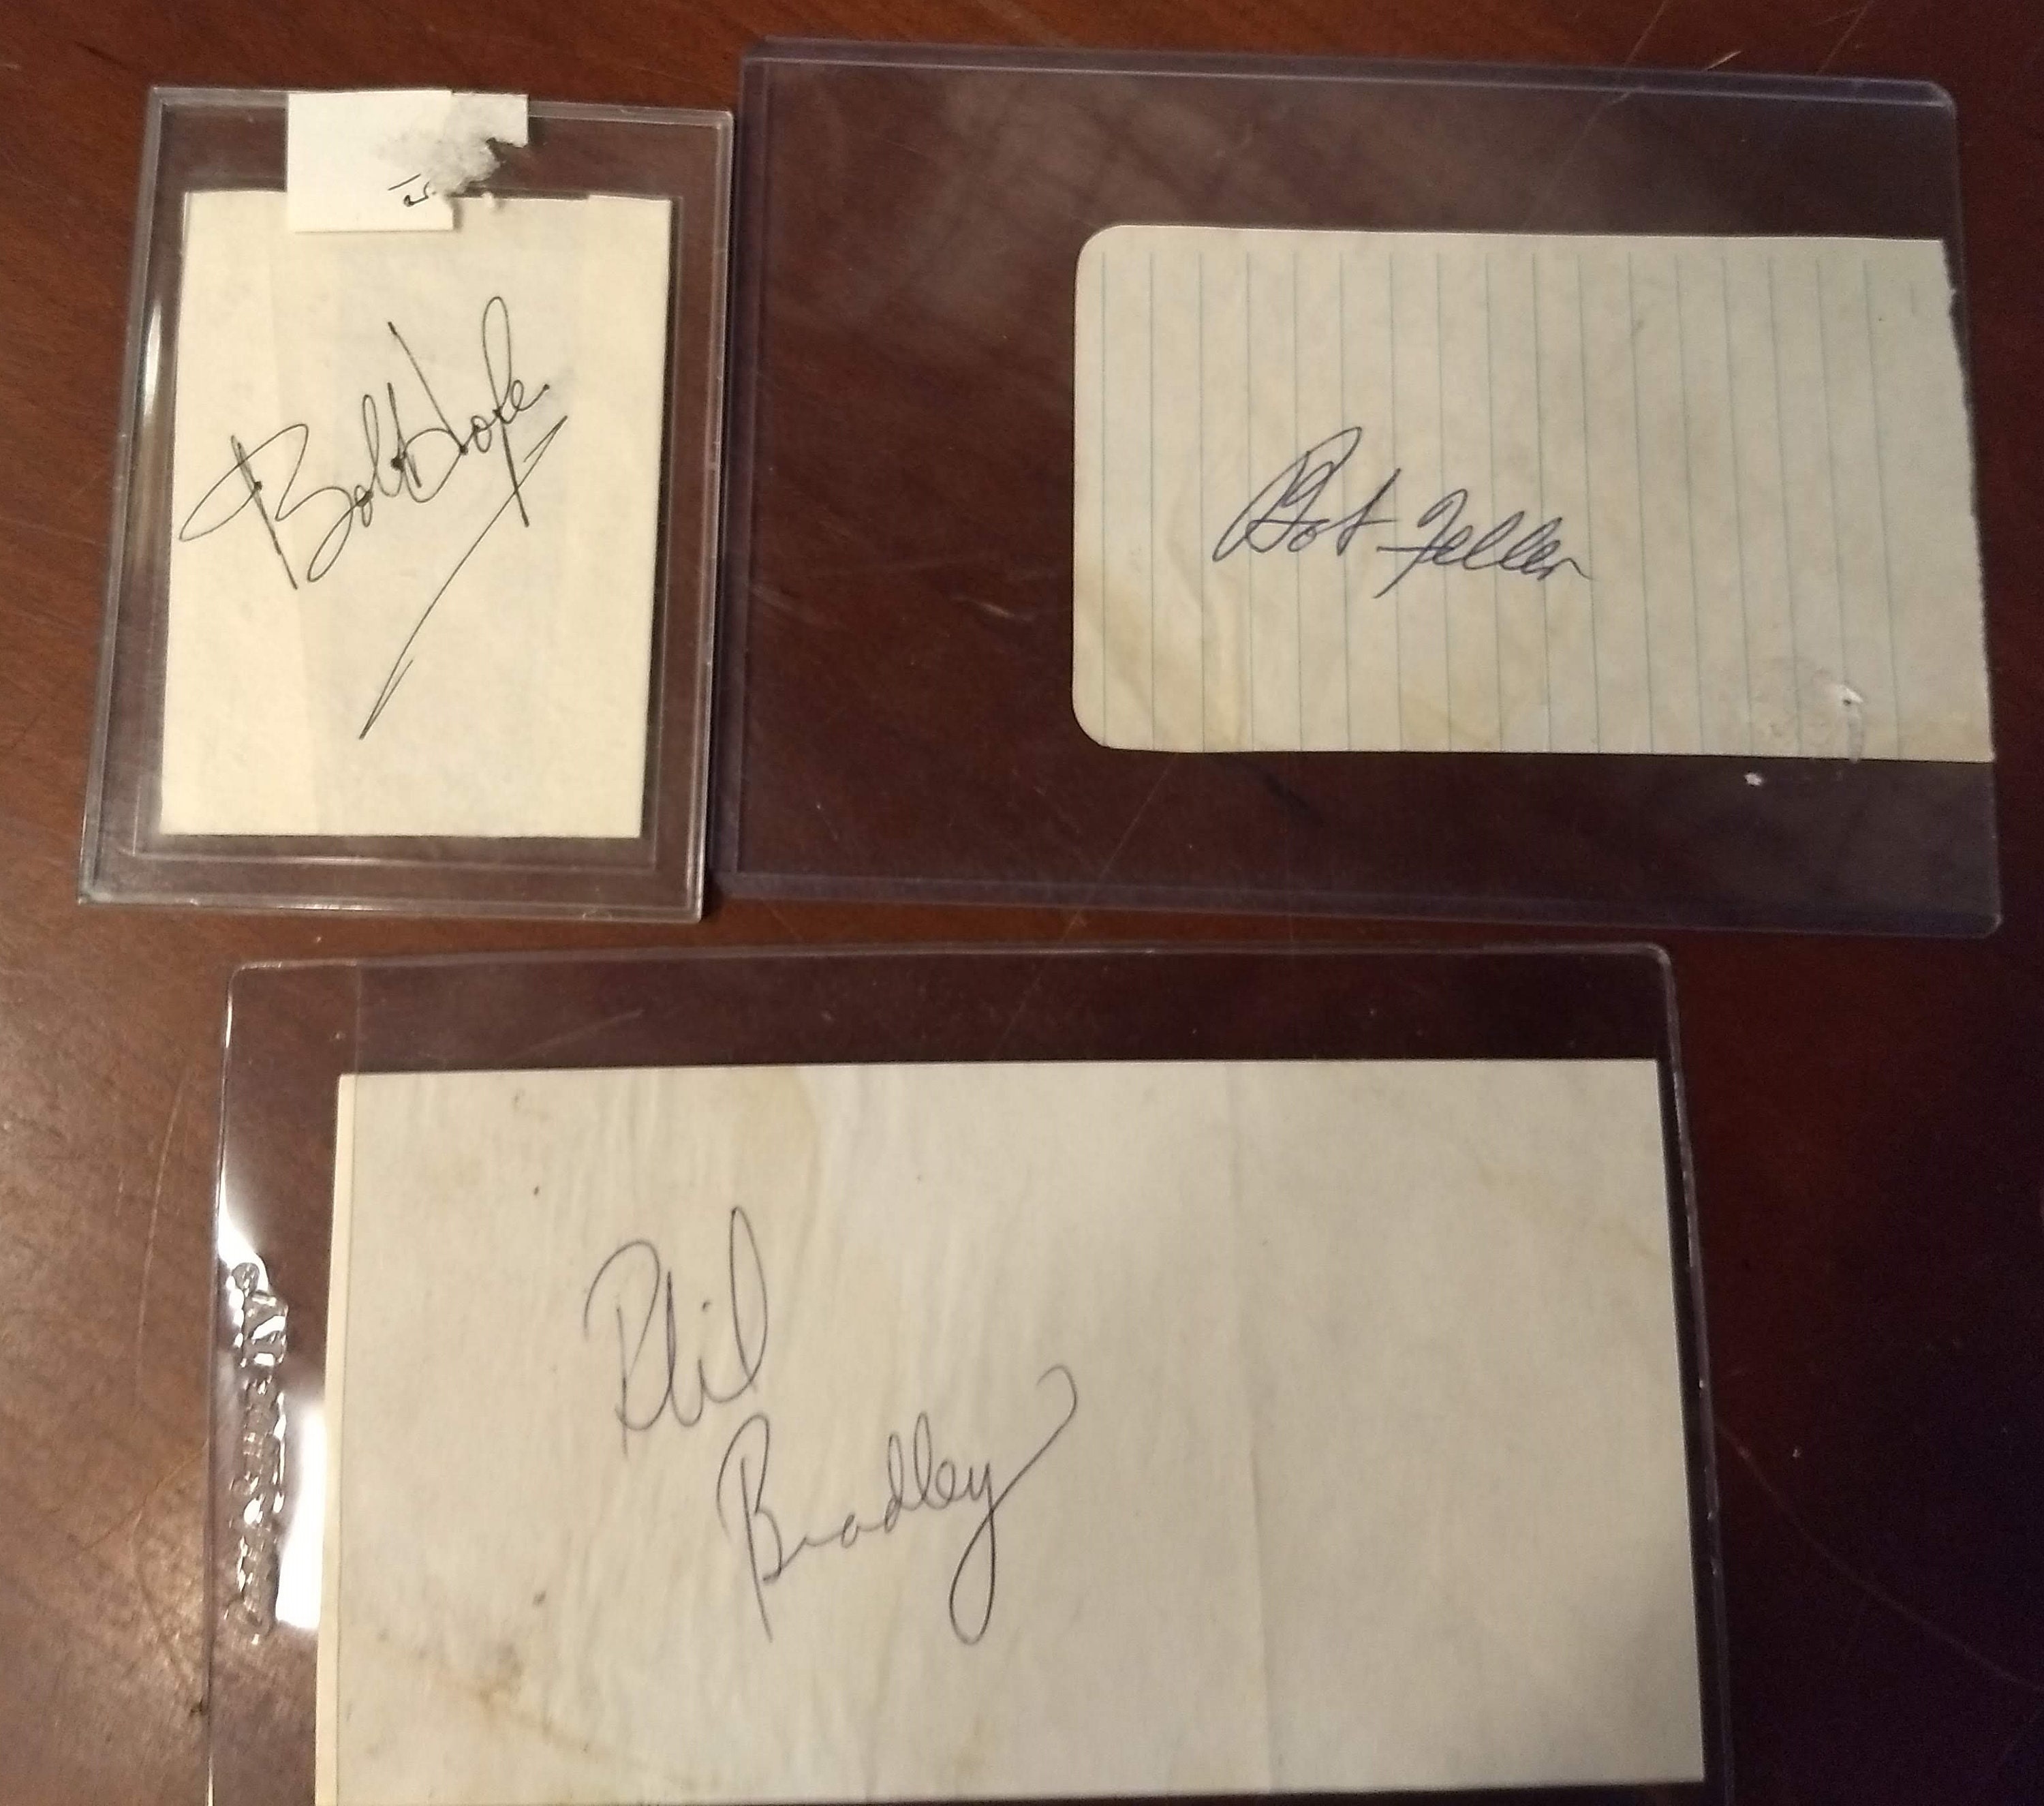 Bob Hope
Bob Feller
Phil
Bradley